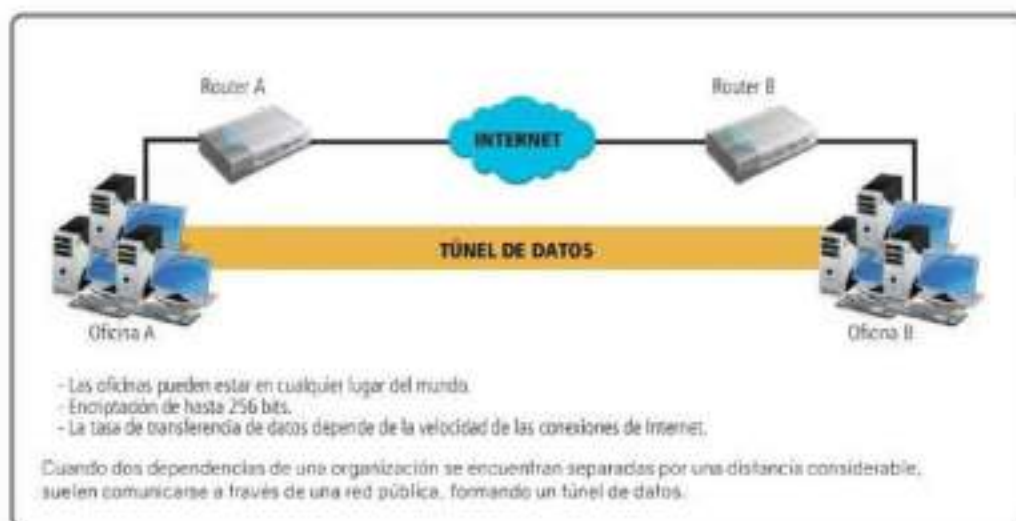 Router A
Router B
INTERNET
TÚNEL DE DATOS
Oficina A
Oficina B
- Las oficinas pueden estar en cualquier lugar del mundo.
- Encriptación de hasta 256 bits.
- La tasa de transferencia de datos depende de la velocidad de las conexiones de Internet.
Cuando dos dependencias de una organización se encuentran separadas por una distancia considerable,
suelen comunicarse a través de una red pública, formando un túnel de datos.